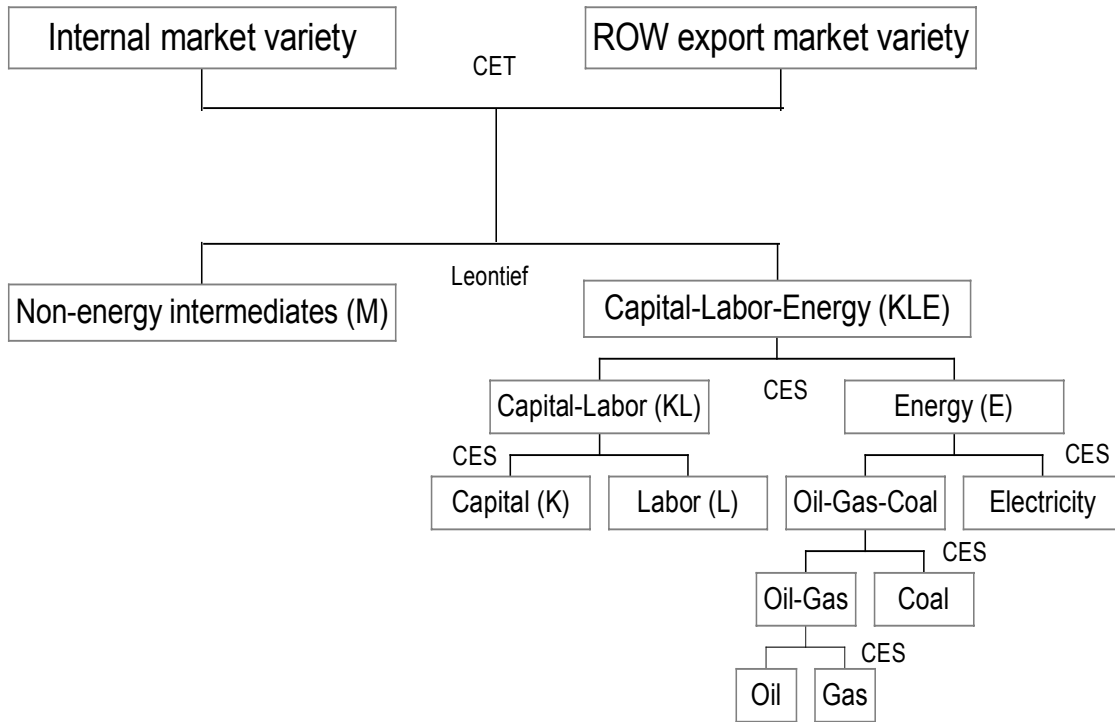 Internal market variety
ROW export market variety
CET
Leontief
Non-energy intermediates (M)
Capital-Labor-Energy (KLE)
CES
Capital-Labor (KL)
Energy (E)
CES
CES
Capital (K)
Labor (L)
Oil-Gas-Coal
Electricity
CES
Oil-Gas
Coal
CES
Oil
Gas